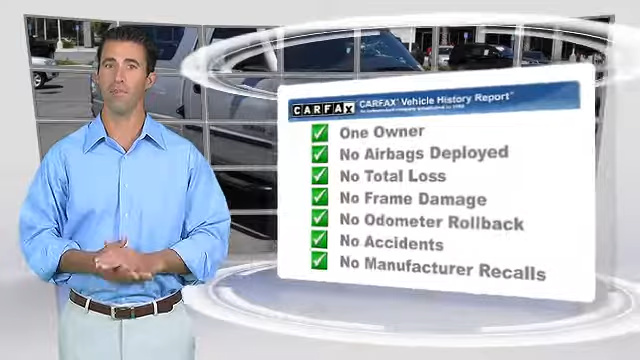 CARFAX CARFAX Vehicle History Report™
One Owner
No Airbags Deployed
No Total Loss
No Frame Damage
No Odometer Rollback
No Accidents
No Manufacturer Recalls